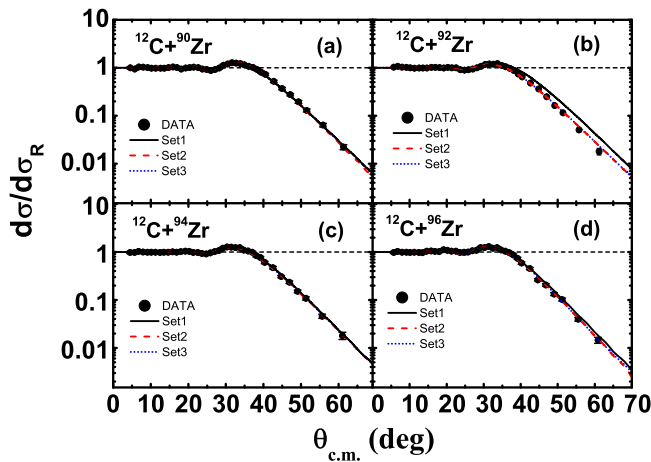 dσ/dσR
10
1
0.1
0.01
10
1
0.1
0.01
12C+90Zr
(a)
DATA
Set1
Set2
Set3
12C+92Zr
(b)
DATA
Set1
Set2
Set3
12C+94Zr
(c)
DATA
Set1
Set2
Set3
12C+96Zr
(d)
DATA
Set1
Set2
Set3
0 10 20 30 40 50 60 0 10 20 30 40 50 60 70
θc.m. (deg)